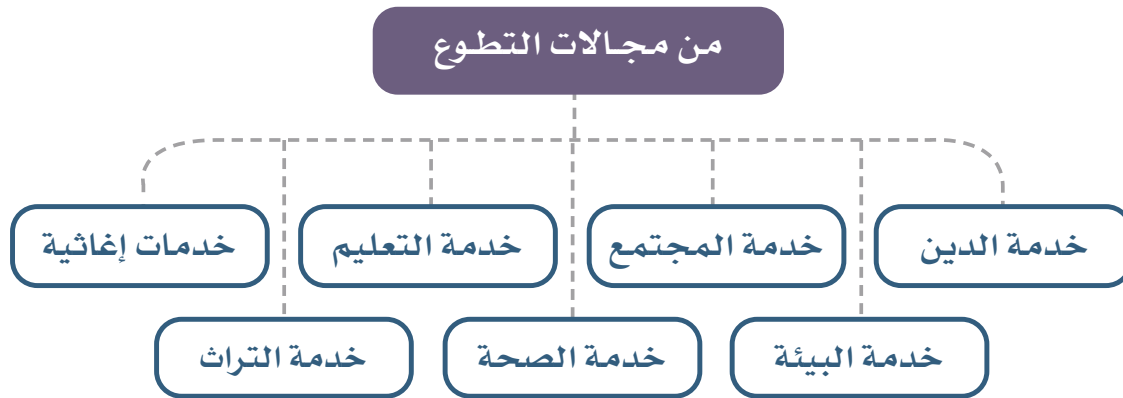 من مجالات التطوع
خدمة الدين
خدمة المجتمع
خدمة التعليم
خدمات إغاثية
خدمة البيئة
خدمة الصحة
خدمة التراث